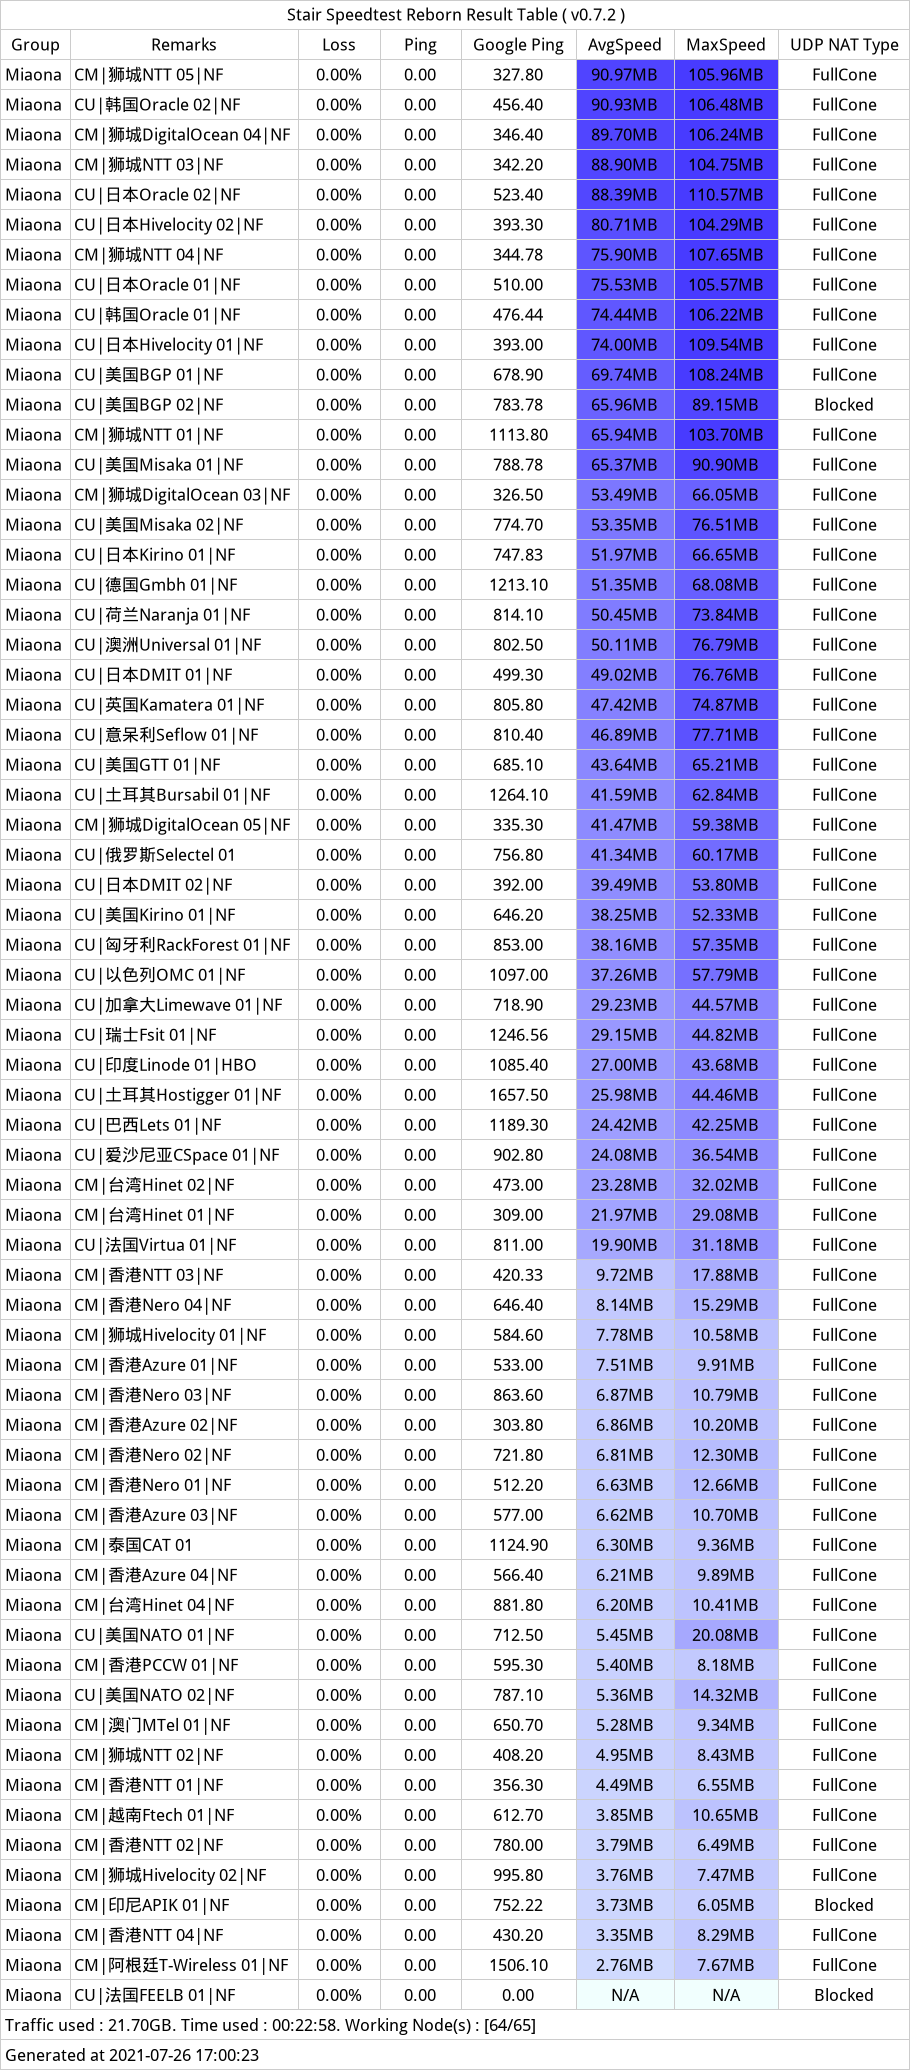 Stair Speedtest Reborn Result Table ( v0.7.2 )
Group Remarks Loss Ping Google Ping AvgSpeed MaxSpeed UDP NAT Type
Miaona CM|狮城NTT 05|NF 0.00% 0.00 327.80 90.97MB 105.96MB FullCone
Miaona CU|韩国Oracle 02|NF 0.00% 0.00 456.40 90.93MB 106.48MB FullCone
Miaona CM|狮城DigitalOcean 04|NF 0.00% 0.00 346.40 89.70MB 106.24MB FullCone
Miaona CM|狮城NTT 03|NF 0.00% 0.00 342.20 88.90MB 104.75MB FullCone
Miaona CU|日本Oracle 02|NF 0.00% 0.00 523.40 88.39MB 110.57MB FullCone
Miaona CU|日本Hivelocity 02|NF 0.00% 0.00 393.30 80.71MB 104.29MB FullCone
Miaona CM|狮城NTT 04|NF 0.00% 0.00 344.78 75.90MB 107.65MB FullCone
Miaona CU|日本Oracle 01|NF 0.00% 0.00 510.00 75.53MB 105.57MB FullCone
Miaona CU|韩国Oracle 01|NF 0.00% 0.00 476.44 74.44MB 106.22MB FullCone
Miaona CU|日本Hivelocity 01|NF 0.00% 0.00 393.00 74.00MB 109.54MB FullCone
Miaona CU|美国BGP 01|NF 0.00% 0.00 678.90 69.74MB 108.24MB FullCone
Miaona CU|美国BGP 02|NF 0.00% 0.00 783.78 65.96MB 89.15MB Blocked
Miaona CM|狮城NTT 01|NF 0.00% 0.00 1113.80 65.94MB 103.70MB FullCone
Miaona CU|美国Misaka 01|NF 0.00% 0.00 788.78 65.37MB 90.90MB FullCone
Miaona CM|狮城DigitalOcean 03|NF 0.00% 0.00 326.50 53.49MB 66.05MB FullCone
Miaona CU|美国Misaka 02|NF 0.00% 0.00 774.70 53.35MB 76.51MB FullCone
Miaona CU|日本Kirino 01|NF 0.00% 0.00 747.83 51.97MB 66.65MB FullCone
Miaona CU|德国Gmbh 01|NF 0.00% 0.00 1213.10 51.35MB 68.08MB FullCone
Miaona CU|荷兰Naranja 01|NF 0.00% 0.00 814.10 50.45MB 73.84MB FullCone
Miaona CU|澳洲Universal 01|NF 0.00% 0.00 802.50 50.11MB 76.79MB FullCone
Miaona CU|日本DMIT 01|NF 0.00% 0.00 499.30 49.02MB 76.76MB FullCone
Miaona CU|英国Kamatera 01|NF 0.00% 0.00 805.80 47.42MB 74.87MB FullCone
Miaona CU|意呆利Seflow 01|NF 0.00% 0.00 810.40 46.89MB 77.71MB FullCone
Miaona CU|美国GTT 01|NF 0.00% 0.00 685.10 43.64MB 65.21MB FullCone
Miaona CU|土耳其Bursabil 01|NF 0.00% 0.00 1264.10 41.59MB 62.84MB FullCone
Miaona CM|狮城DigitalOcean 05|NF 0.00% 0.00 335.30 41.47MB 59.38MB FullCone
Miaona CU|俄罗斯Selectel 01 0.00% 0.00 756.80 41.34MB 60.17MB FullCone
Miaona CU|日本DMIT 02|NF 0.00% 0.00 392.00 39.49MB 53.80MB FullCone
Miaona CU|美国Kirino 01|NF 0.00% 0.00 646.20 38.25MB 52.33MB FullCone
Miaona CU|匈牙利RackForest 01|NF 0.00% 0.00 853.00 38.16MB 57.35MB FullCone
Miaona CU|以色列OMC 01|NF 0.00% 0.00 1097.00 37.26MB 57.79MB FullCone
Miaona CU|加拿大Limewave 01|NF 0.00% 0.00 718.90 29.23MB 44.57MB FullCone
Miaona CU|瑞士Fsit 01|NF 0.00% 0.00 1246.56 29.15MB 44.82MB FullCone
Miaona CU|印度Linode 01|HBO 0.00% 0.00 1085.40 27.00MB 43.68MB FullCone
Miaona CU|土耳其Hostigger 01|NF 0.00% 0.00 1657.50 25.98MB 44.46MB FullCone
Miaona CU|巴西Lets 01|NF 0.00% 0.00 1189.30 24.42MB 42.25MB FullCone
Miaona CU|爱沙尼亚CSpace 01|NF 0.00% 0.00 902.80 24.08MB 36.54MB FullCone
Miaona CM|台湾Hinet 02|NF 0.00% 0.00 473.00 23.28MB 32.02MB FullCone
Miaona CM|台湾Hinet 01|NF 0.00% 0.00 309.00 21.97MB 29.08MB FullCone
Miaona CU|法国Virtua 01|NF 0.00% 0.00 811.00 19.90MB 31.18MB FullCone
Miaona CM|香港NTT 03|NF 0.00% 0.00 420.33 9.72MB 17.88MB FullCone
Miaona CM|香港Nero 04|NF 0.00% 0.00 646.40 8.14MB 15.29MB FullCone
Miaona CM|狮城Hivelocity 01|NF 0.00% 0.00 584.60 7.78MB 10.58MB FullCone
Miaona CM|香港Azure 01|NF 0.00% 0.00 533.00 7.51MB 9.91MB FullCone
Miaona CM|香港Nero 03|NF 0.00% 0.00 863.60 6.87MB 10.79MB FullCone
Miaona CM|香港Azure 02|NF 0.00% 0.00 303.80 6.86MB 10.20MB FullCone
Miaona CM|香港Nero 02|NF 0.00% 0.00 721.80 6.81MB 12.30MB FullCone
Miaona CM|香港Nero 01|NF 0.00% 0.00 512.20 6.63MB 12.66MB FullCone
Miaona CM|香港Azure 03|NF 0.00% 0.00 577.00 6.62MB 10.70MB FullCone
Miaona CM|泰国CAT 01 0.00% 0.00 1124.90 6.30MB 9.36MB FullCone
Miaona CM|香港Azure 04|NF 0.00% 0.00 566.40 6.21MB 9.89MB FullCone
Miaona CM|台湾Hinet 04|NF 0.00% 0.00 881.80 6.20MB 10.41MB FullCone
Miaona CU|美国NATO 01|NF 0.00% 0.00 712.50 5.45MB 20.08MB FullCone
Miaona CM|香港PCCW 01|NF 0.00% 0.00 595.30 5.40MB 8.18MB FullCone
Miaona CU|美国NATO 02|NF 0.00% 0.00 787.10 5.36MB 14.32MB FullCone
Miaona CM|澳门MTel 01|NF 0.00% 0.00 650.70 5.28MB 9.34MB FullCone
Miaona CM|狮城NTT 02|NF 0.00% 0.00 408.20 4.95MB 8.43MB FullCone
Miaona CM|香港NTT 01|NF 0.00% 0.00 356.30 4.49MB 6.55MB FullCone
Miaona CM|越南Ftech 01|NF 0.00% 0.00 612.70 3.85MB 10.65MB FullCone
Miaona CM|香港NTT 02|NF 0.00% 0.00 780.00 3.79MB 6.49MB FullCone
Miaona CM|狮城Hivelocity 02|NF 0.00% 0.00 995.80 3.76MB 7.47MB FullCone
Miaona CM|印尼APIK 01|NF 0.00% 0.00 752.22 3.73MB 6.05MB Blocked
Miaona CM|香港NTT 04|NF 0.00% 0.00 430.20 3.35MB 8.29MB FullCone
Miaona CM|阿根廷T-Wireless 01|NF 0.00% 0.00 1506.10 2.76MB 7.67MB FullCone
Miaona CU|法国FEELB 01|NF 0.00% 0.00 0.00 N/A N/A Blocked
Traffic used : 21.70GB. Time used : 00:22:58. Working Node(s) : [64/65]
Generated at 2021-07-26 17:00:23